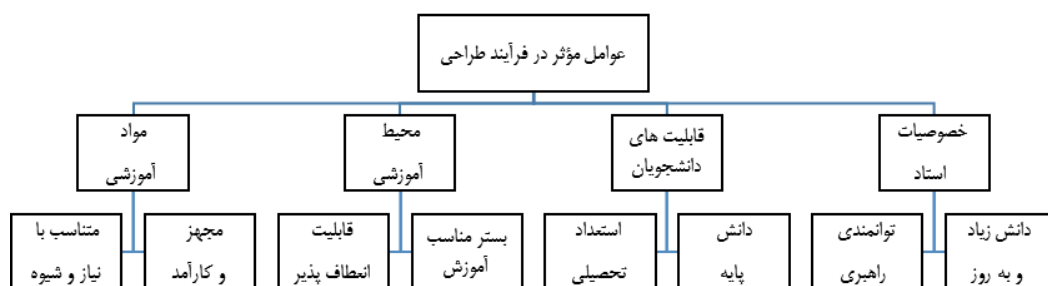 عوامل مؤثر در فرآیند طراحی
خصوصیات
استاد
قابلیت های
دانشجویان
محیط
آموزشی
مواد
آموزشی
دانش زیاد
و به روز
توانمندی
راهبری
دانش
پایه
استعداد
تحصیلی
بستر مناسب
آموزش
قابلیت
انعطاف پذیر
مجهز
و کارآمد
متناسب با
نیاز و شیوه